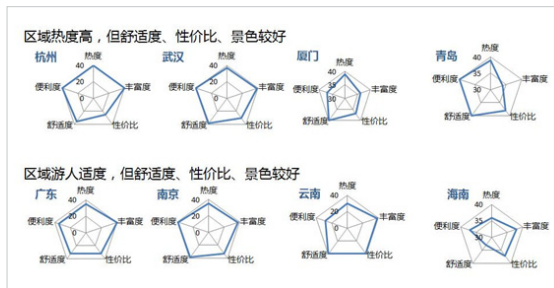 区域热度高，但舒适度、性价比、景色较好
杭州
热度
40
20
0
便利度
丰富度
舒适度
性价比
武汉
热度
40
20
0
便利度
丰富度
舒适度
性价比
厦门
热度
40
35
30
便利度
丰富度
舒适度
性价比
青岛
热度
40
35
30
便利度
丰富度
舒适度
性价比
区域游人适度，但舒适度、性价比、景色较好
广东
热度
40
20
0
便利度
丰富度
舒适度
性价比
南京
热度
40
20
0
便利度
丰富度
舒适度
性价比
云南
热度
40
20
0
便利度
丰富度
舒适度
性价比
海南
热度
40
35
30
便利度
丰富度
舒适度
性价比